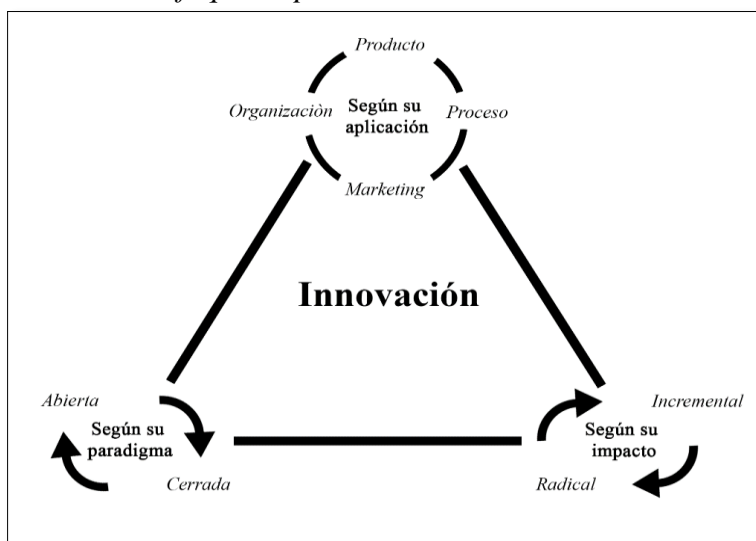 Producto
Organizaciòn
Según su
aplicación
Proceso
Marketing
Innovación
Abierta
Según su
paradigma
Cerrada
Incremental
Según su
impacto
Radical